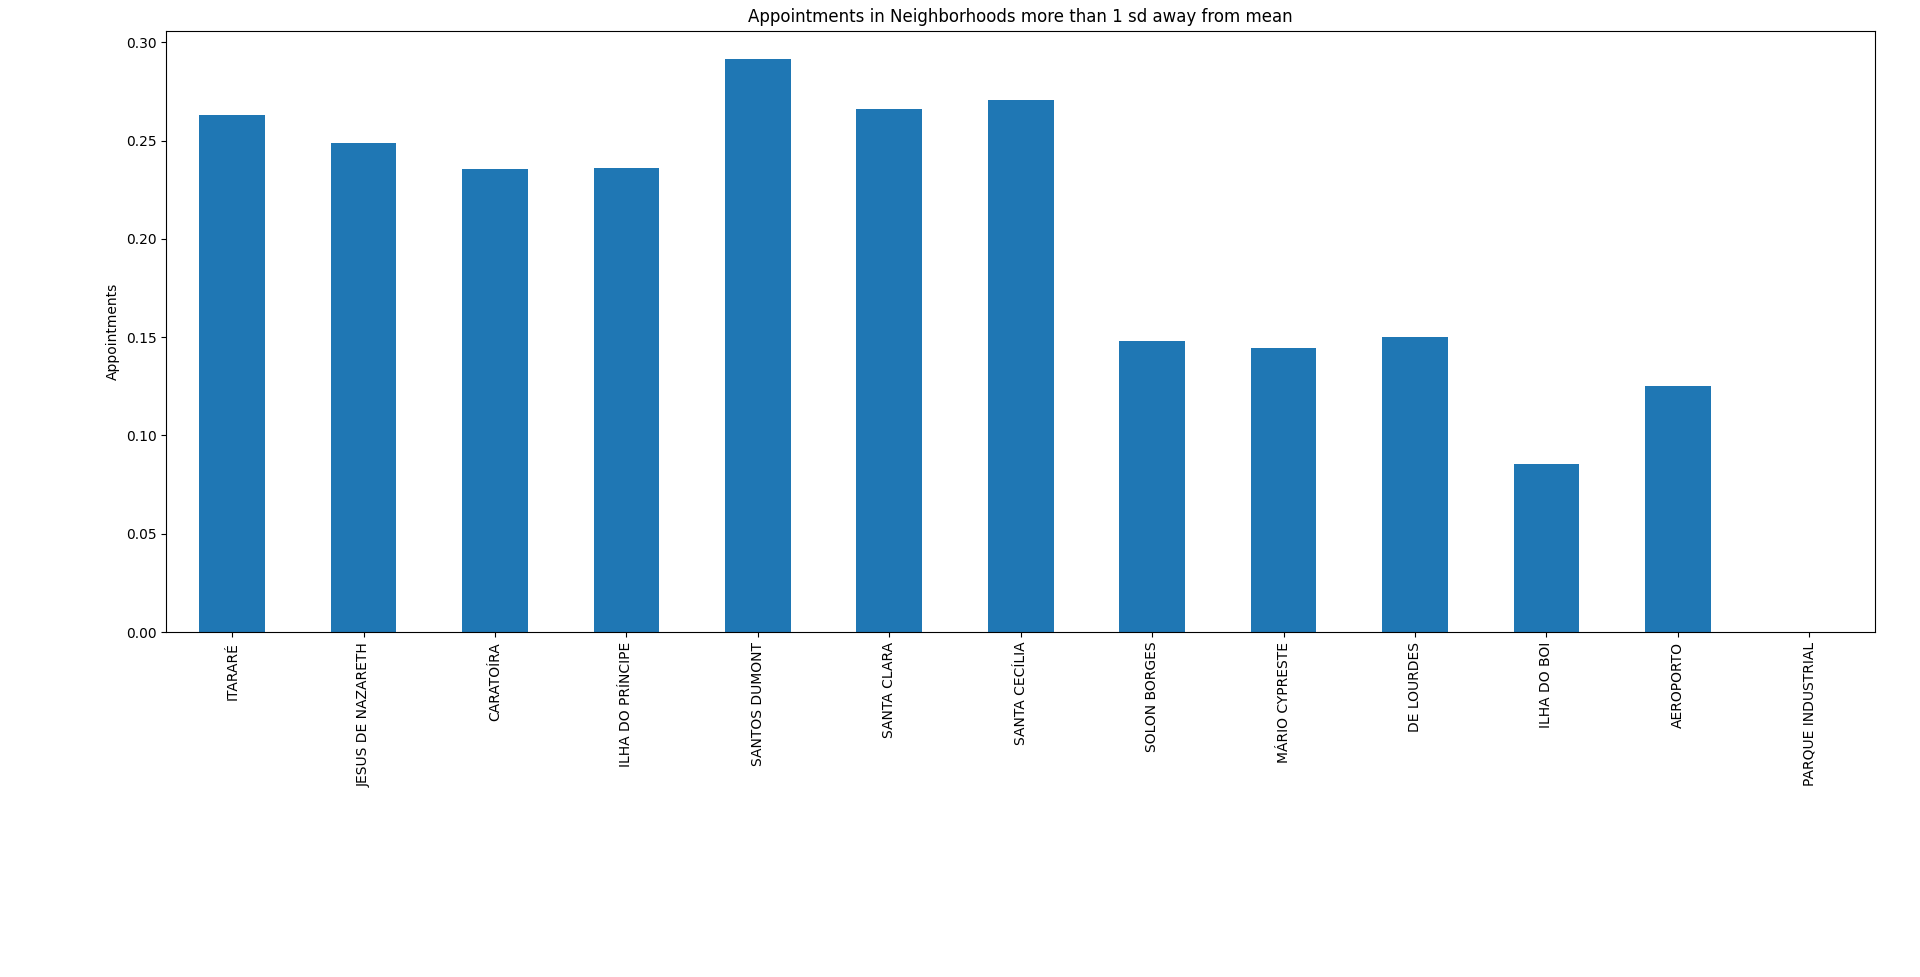 Appointments in Neighborhoods more than 1 sd away from mean
Appointments
0.30
0.25
0.20
0.15
0.10
0.05
0.00
ITARARÉ
JESUS DE NAZARETH
CARATOÍRA
ILHA DO PRÍNCIPE
SANTOS DUMONT
SANTA CLARA
SANTA CECÍLIA
SOLON BORGES
MÁRIO CYPRESTE
DE LOURDES
ILHA DO BOI
AEROPORTO
PARQUE INDUSTRIAL